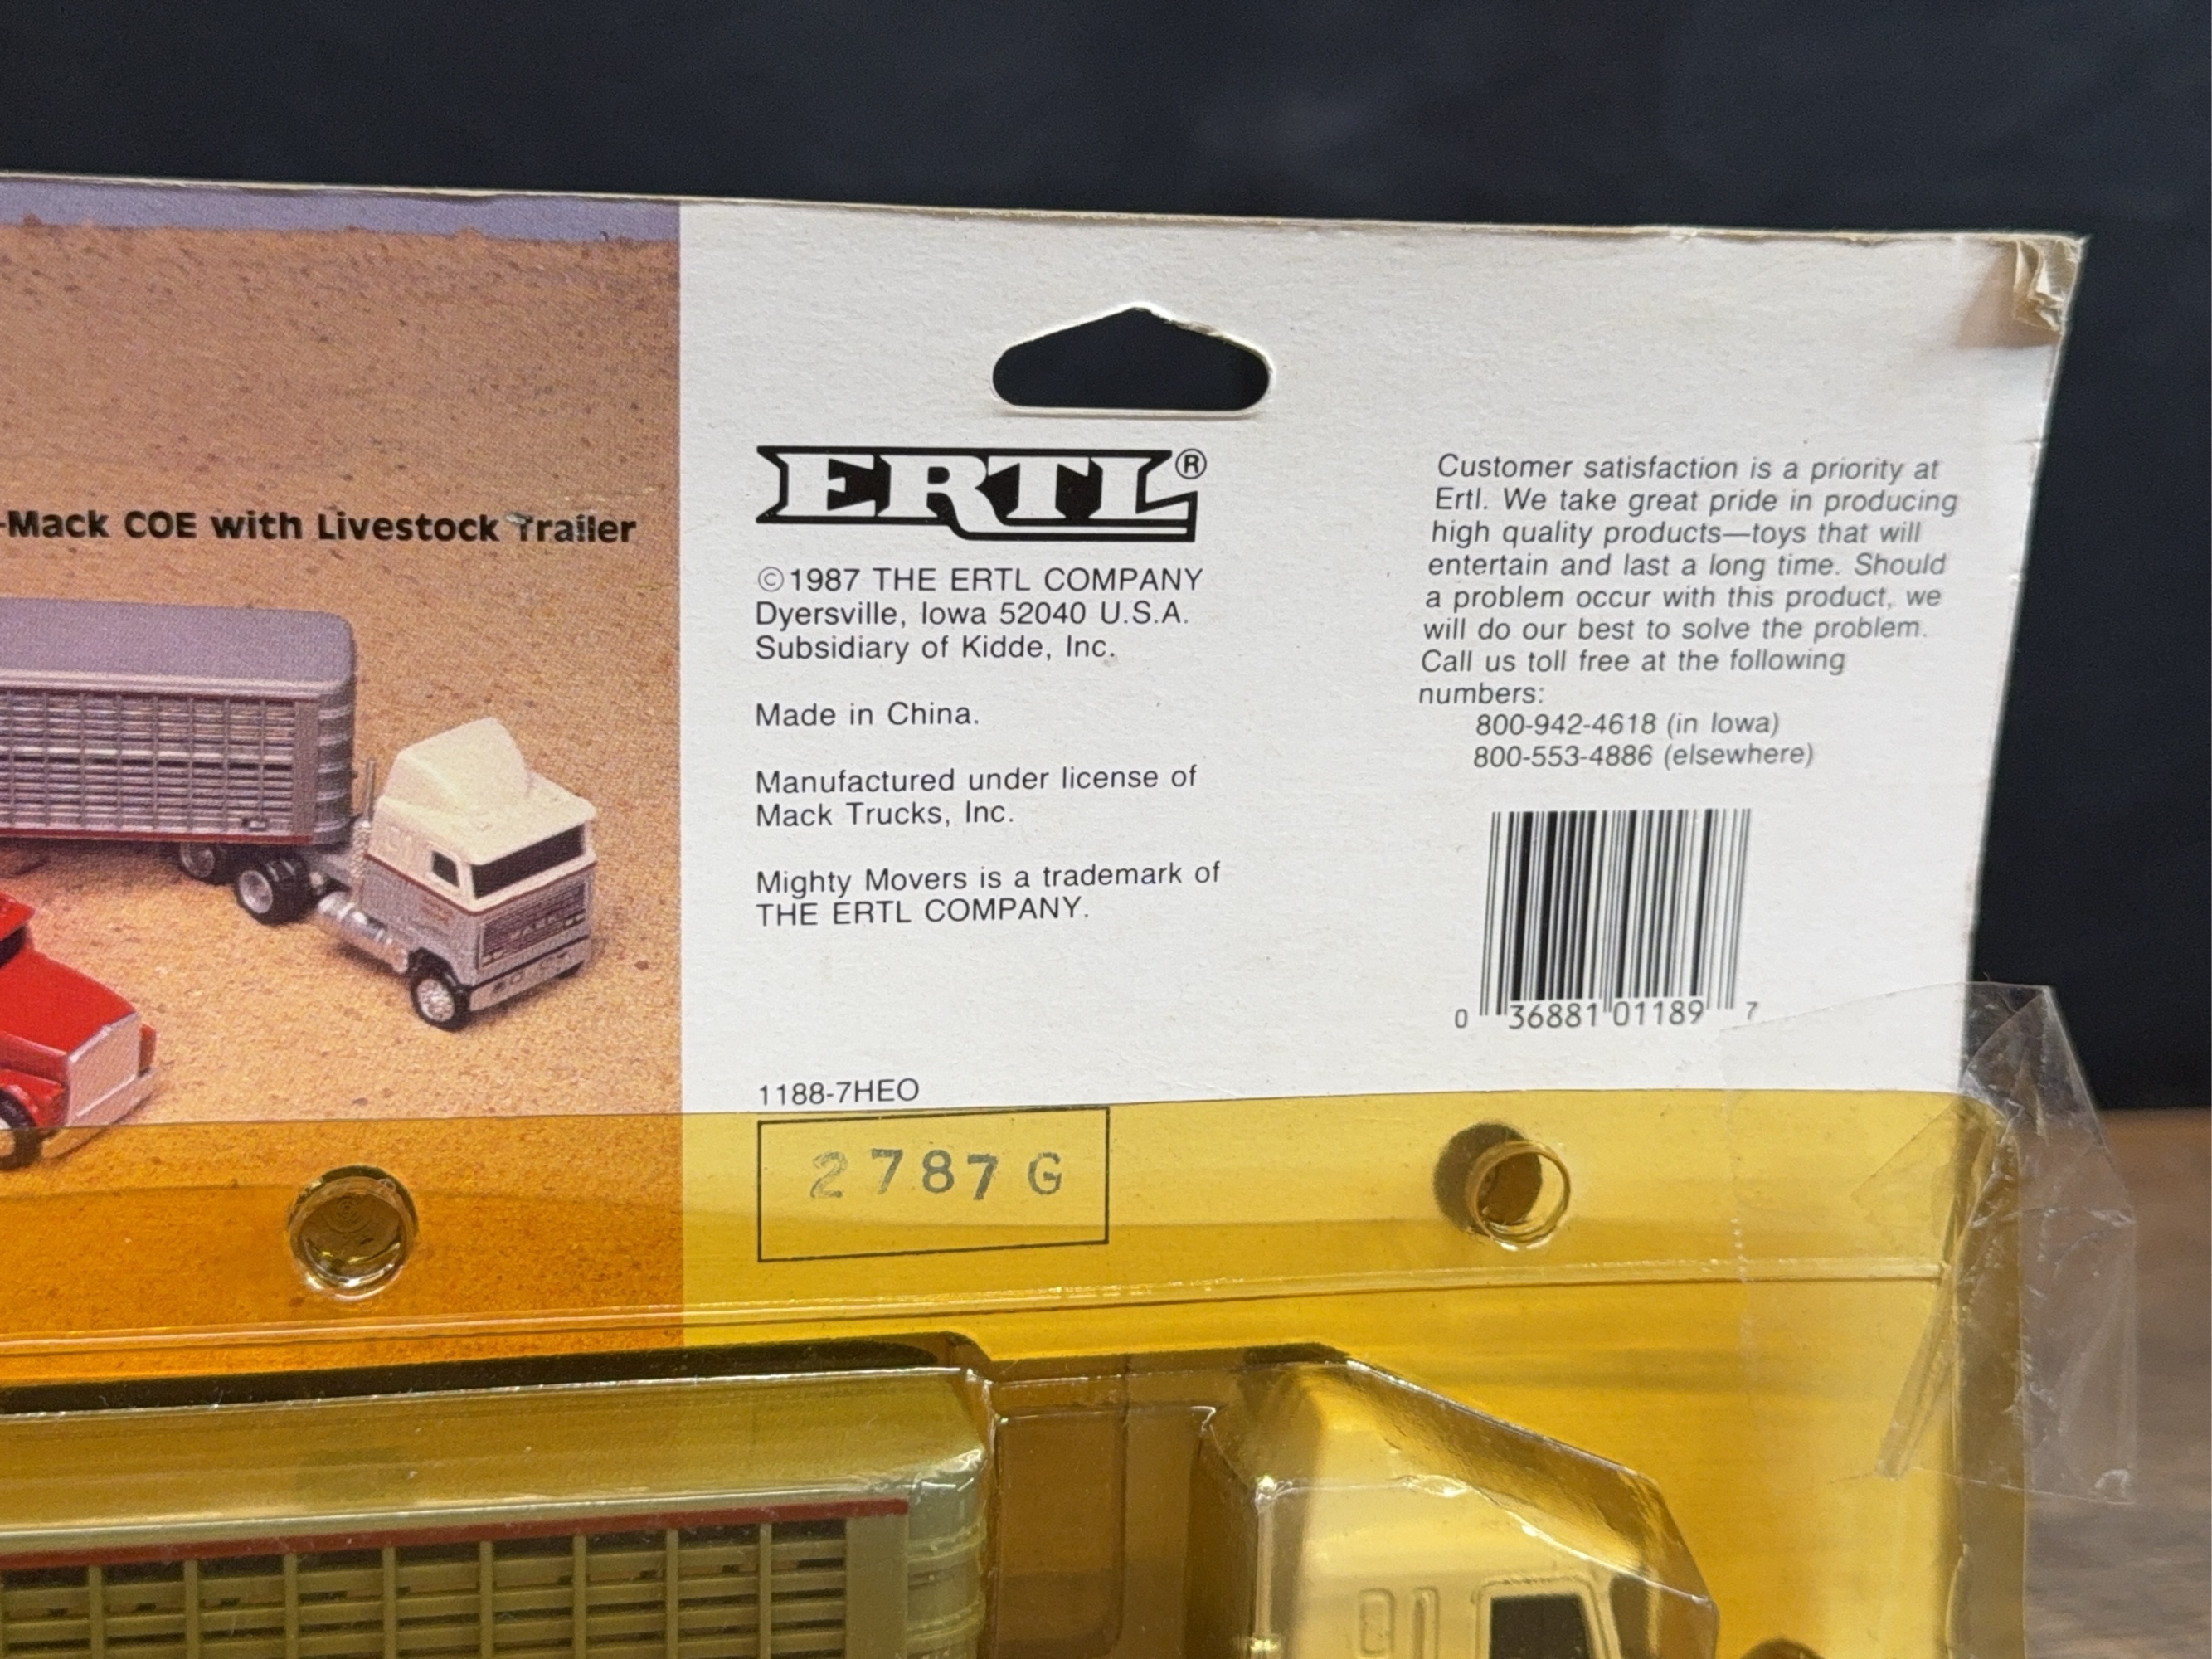 -Mack COE with Livestock Trailer
ERTL®
©1987 THE ERTL COMPANY
Dyersville, Iowa 52040 U.S.A.
Subsidiary of Kidde, Inc.
Made in China.
Manufactured under license of
Mack Trucks, Inc.
Mighty Movers is a trademark of
THE ERTL COMPANY.
1188-7HEO
2787G
Customer satisfaction is a priority at
Ertl. We take great pride in producing
high quality products—toys that will
entertain and last a long time. Should
a problem occur with this product, we
will do our best to solve the problem.
Call us toll free at the following
numbers:
800-942-4618 (in Iowa)
800-553-4886 (elsewhere)
0 36881 01189 7